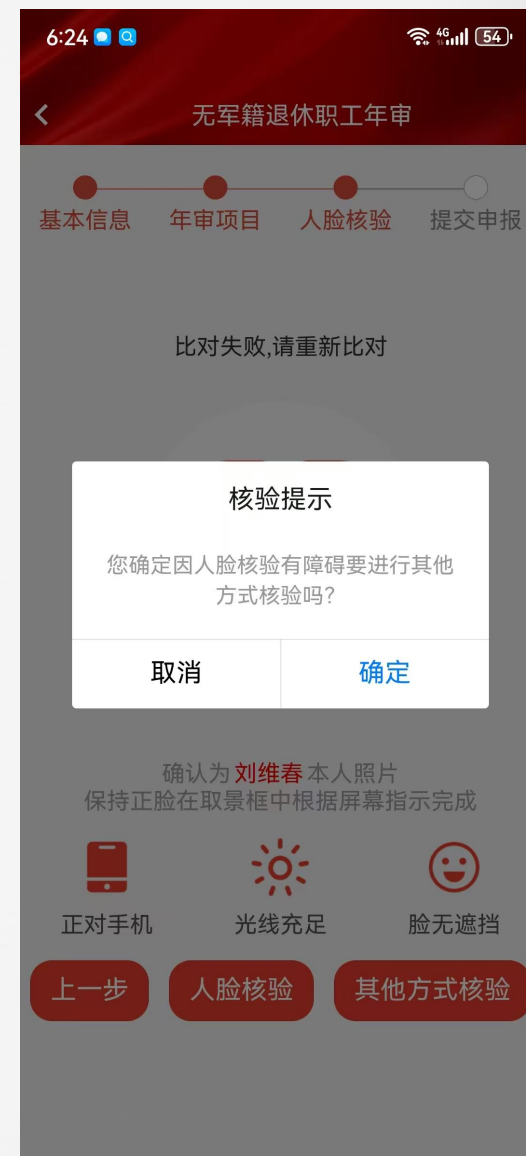 6:24
4G 54
无军籍退休职工年审
基本信息 年审项目 人脸核验 提交申报
比对失败,请重新比对
核验提示
您确定因人脸核验有障碍要进行其他
方式核验吗?
取消 确定
确认为 刘维春 本人照片
保持正脸在取景框中根据屏幕指示完成
正对手机 光线充足 脸无遮挡
上一步 人脸核验 其他方式核验